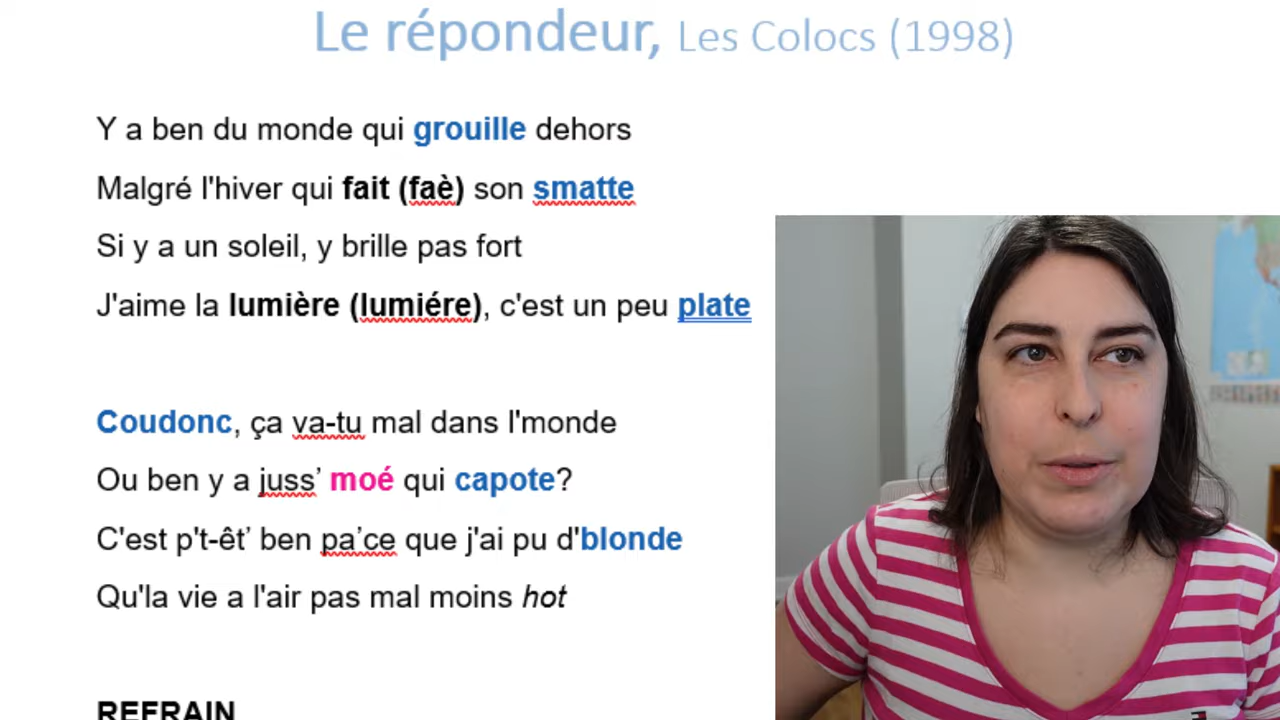 Le répondeur, Les Colocs (1998)
Y a ben du monde qui grouille dehors
Malgré l'hiver qui fait (faè) son smatte
Si y a un soleil, y brille pas fort
J'aime la lumière (lumiére), c'est un peu plate
Coudonc, ça va-tu mal dans l'monde
Ou ben y a juss’ moé qui capote?
C'est p't-êt’ ben pa’ce que j'ai pu d'blonde
Qu'la vie a l'air pas mal moins hot
REFRAIN